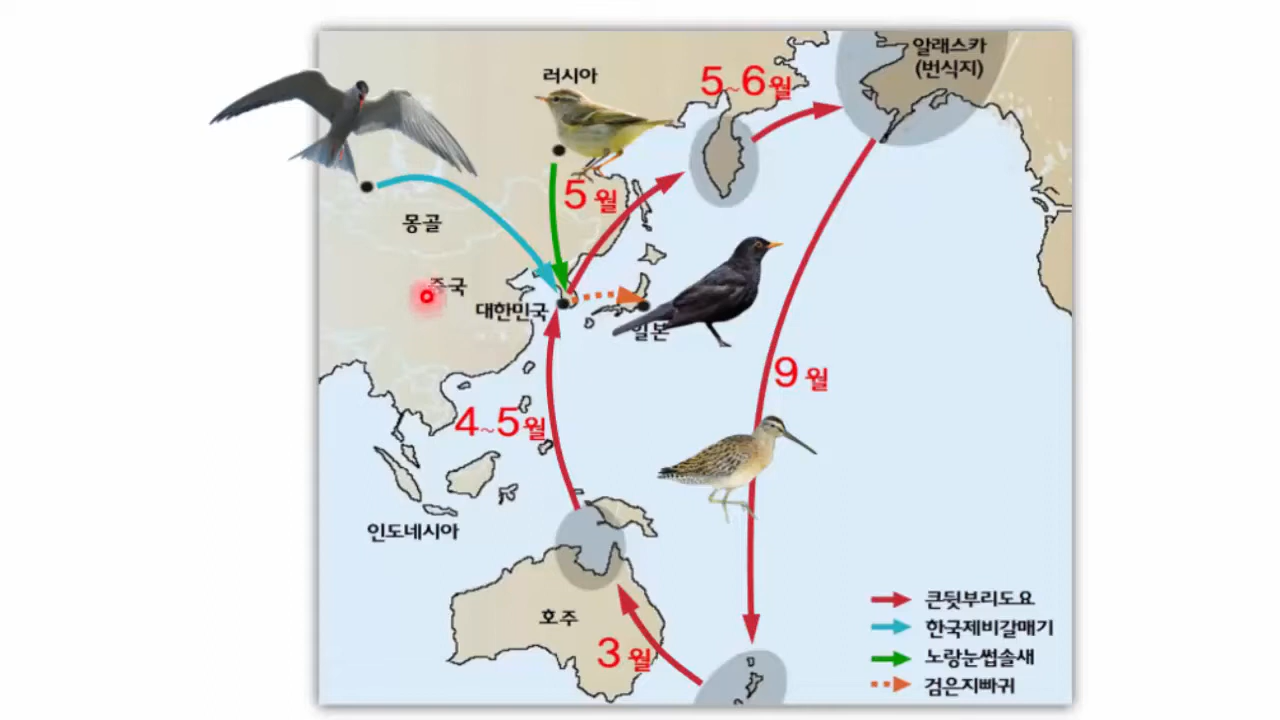 알래스카
(번식지)
러시아
5~6월
5월
몽골
중국
대한민국
일본
9월
4~5월
인도네시아
호주
3월
큰뒷부리도요
한국제비갈매기
노랑눈썹솔새
검은지빠귀